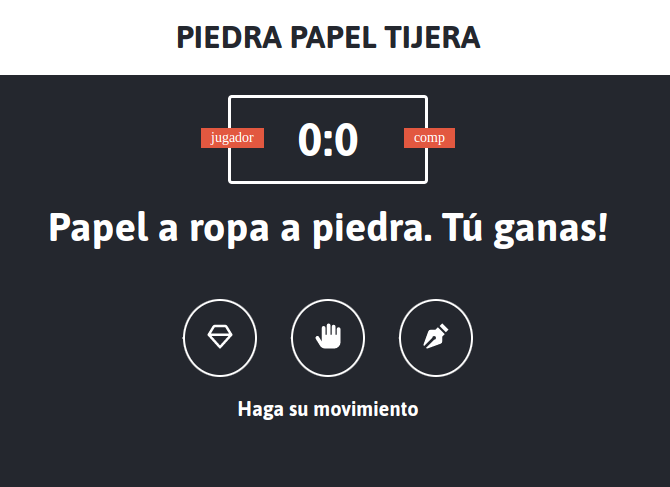 PIEDRA PAPEL TIJERA
jugador
0:0
comp
Papel a ropa a piedra. Tú ganas!
Haga su movimiento